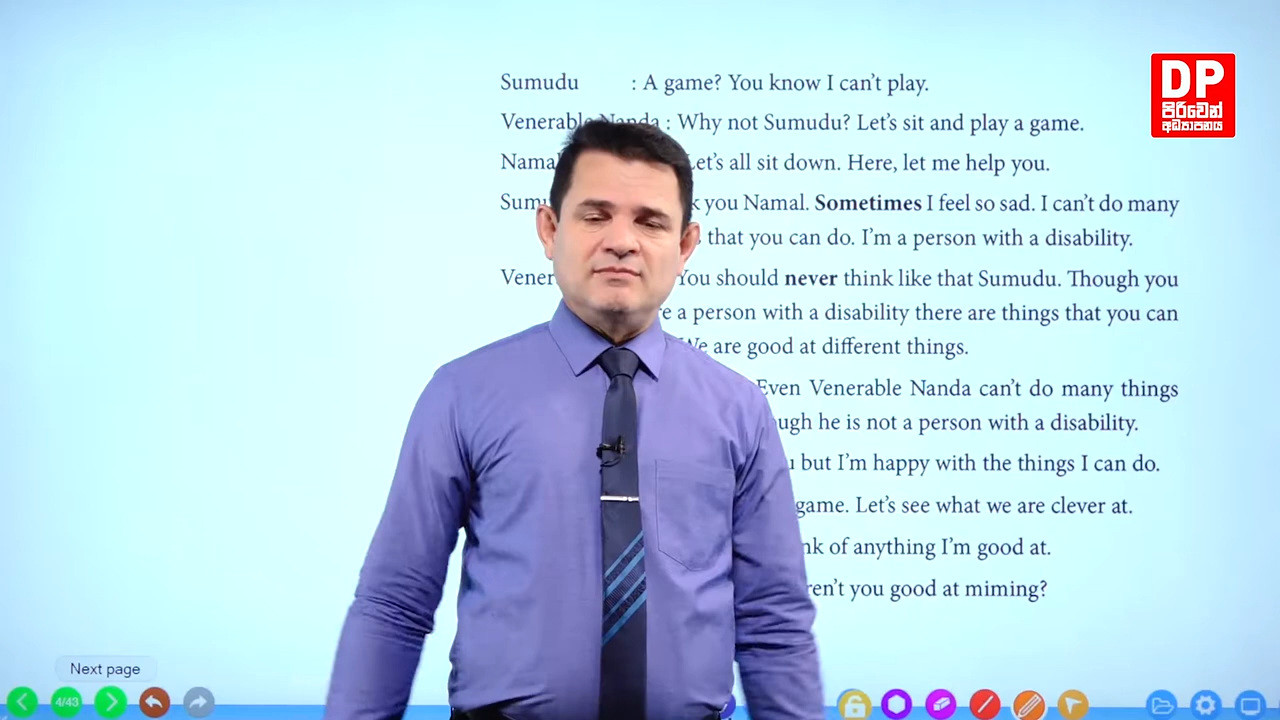 DP
පිරිවෙන්
අධ්‍යාපනය
Sumudu : A game? You know I can't play.
Venerable Nanda : Why not Sumudu? Let's sit and play a game.
Namal Let's all sit down. Here, let me help you.
you Namal. Sometimes I feel so sad. I can't do many
that you can do. I'm a person with a disability.
You should never think like that Sumudu. Though you
a person with a disability there are things that you can
We are good at different things.
Even Venerable Nanda can't do many things
he is not a person with a disability.
but I'm happy with the things I can do.
game. Let's see what we are clever at.
of anything I'm good at.
you good at miming?
Next page
4/43